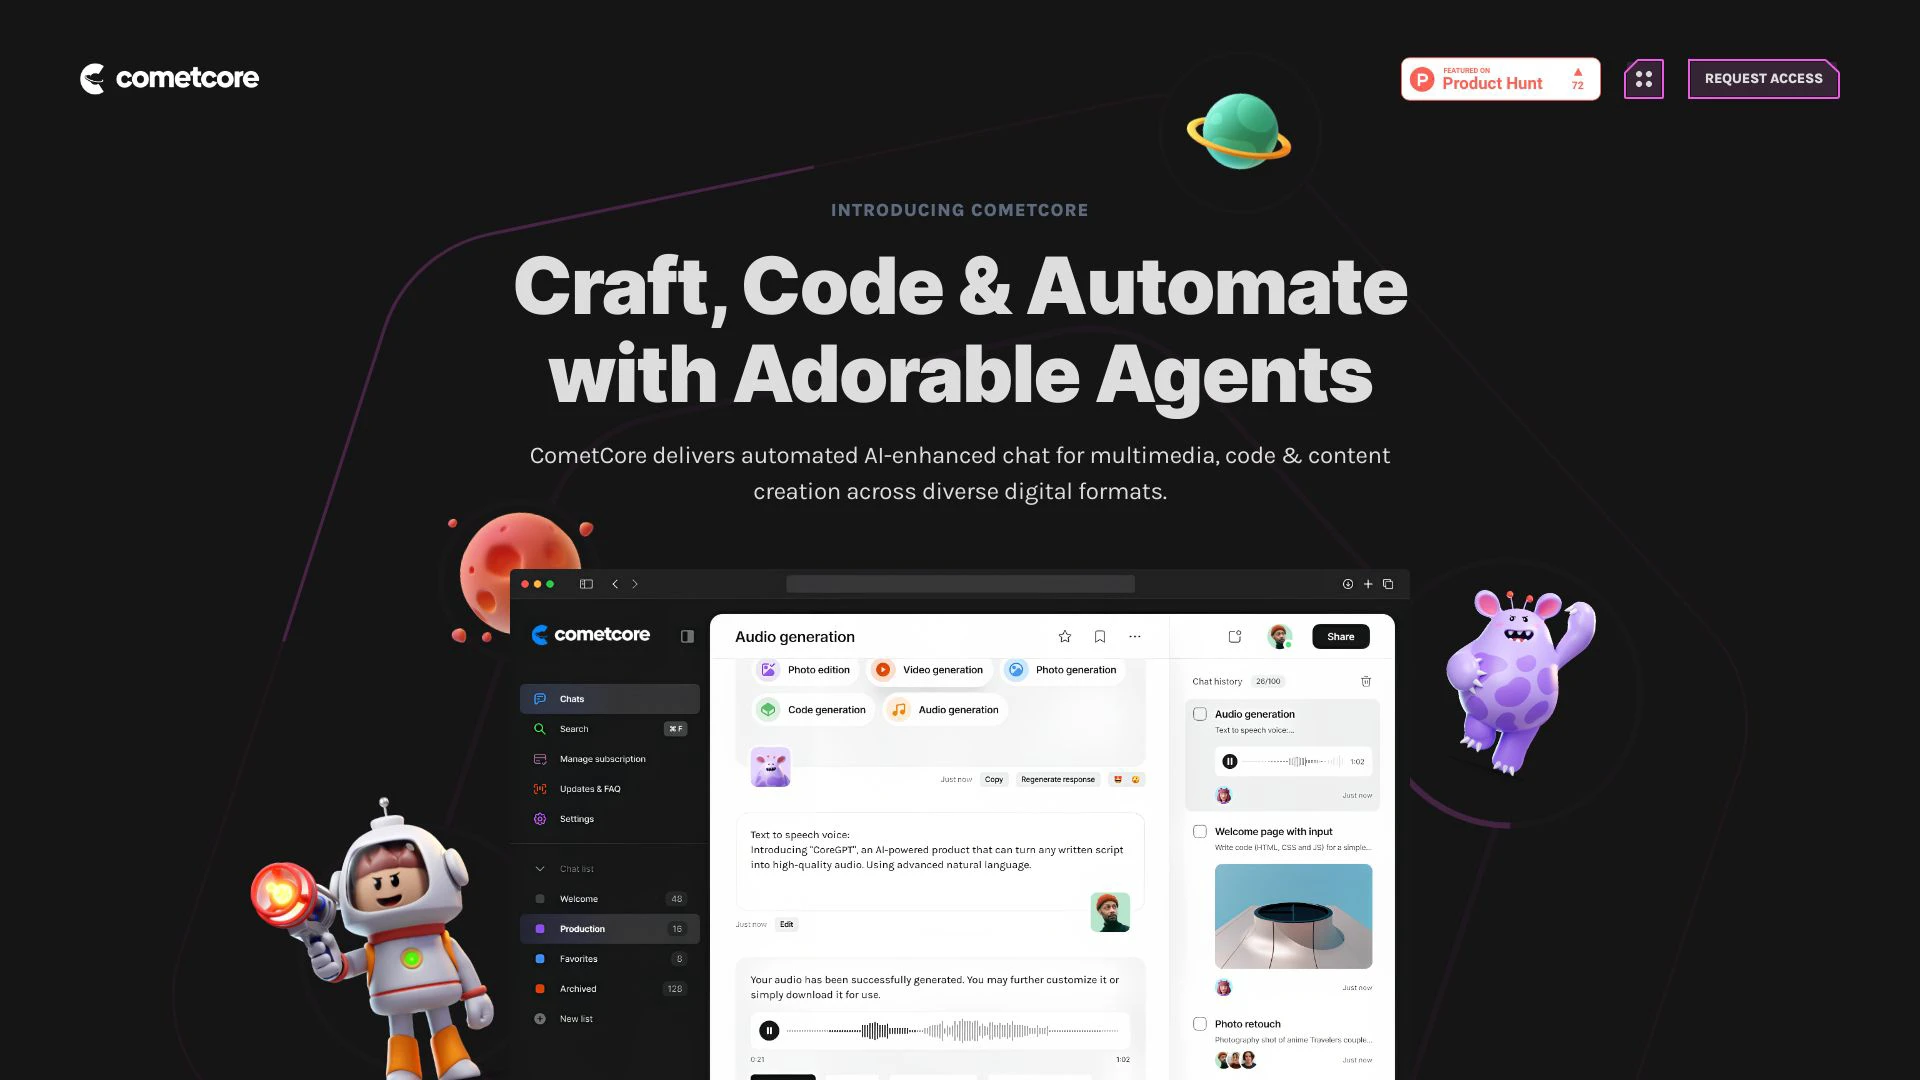 cometcore
FEATURED ON
Product Hunt
72
REQUEST ACCESS
INTRODUCING COMETCORE
Craft, Code & Automate
with Adorable Agents
CometCore delivers automated AI-enhanced chat for multimedia, code & content
creation across diverse digital formats.
cometcore
Chats
Search
⌘ F
Manage subscription
Updates & FAQ
Settings
Chat list
Welcome
48
Production
16
Favorites
8
Archived
128
New list
Audio generation
Share
Photo edition
Video generation
Photo generation
Code generation
Audio generation
Just now
Copy
Regenerate response
Text to speech voice:
Introducing "CoreGPT", an AI-powered product that can turn any written script
into high-quality audio. Using advanced natural language.
Just now
Edit
Your audio has been successfully generated. You may further customize it or
simply download it for use.
0:21
1:02
Chat history
26/100
Audio generation
Text to speech voice:...
1:02
Just now
Welcome page with input
Write code (HTML, CSS and JS) for a simple...
Just now
Photo retouch
Photography shot of anime Travelers couple...
Just now